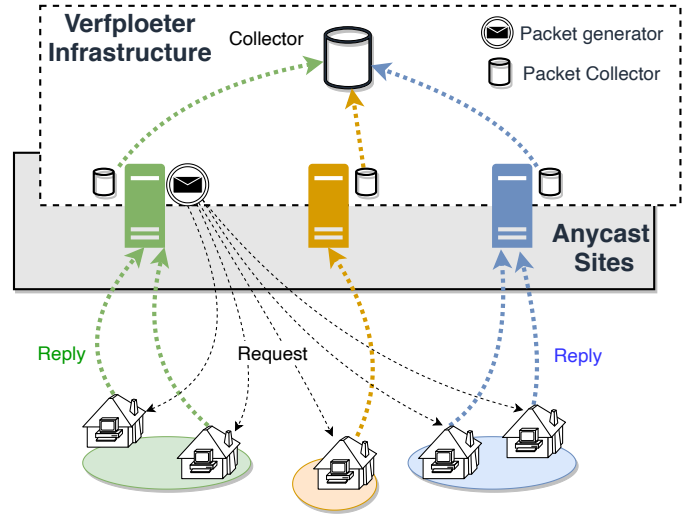 Verfploeter
Infrastructure
Collector
Packet generator
Packet Collector
Anycast
Sites
Reply
Request
Reply